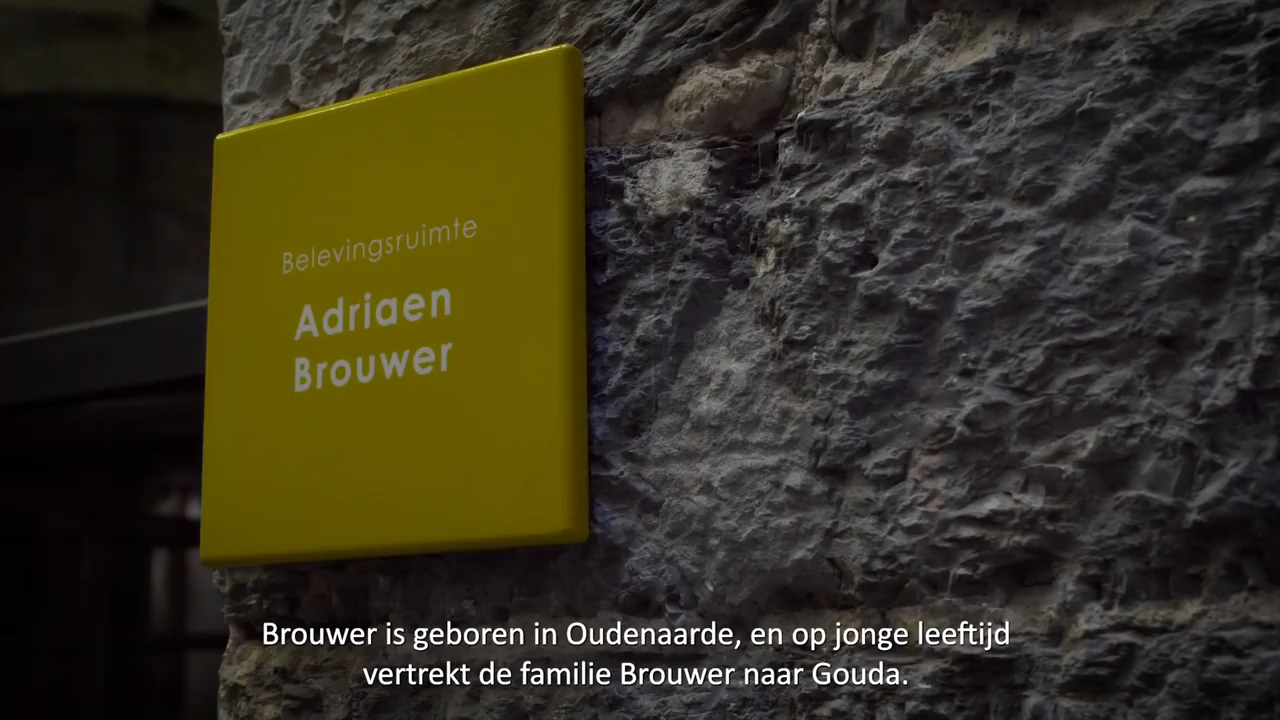 Belevingsruimte
Adriaen
Brouwer
Brouwer is geboren in Oudenaarde, en op jonge leeftijd
vertrekt de familie Brouwer naar Gouda.